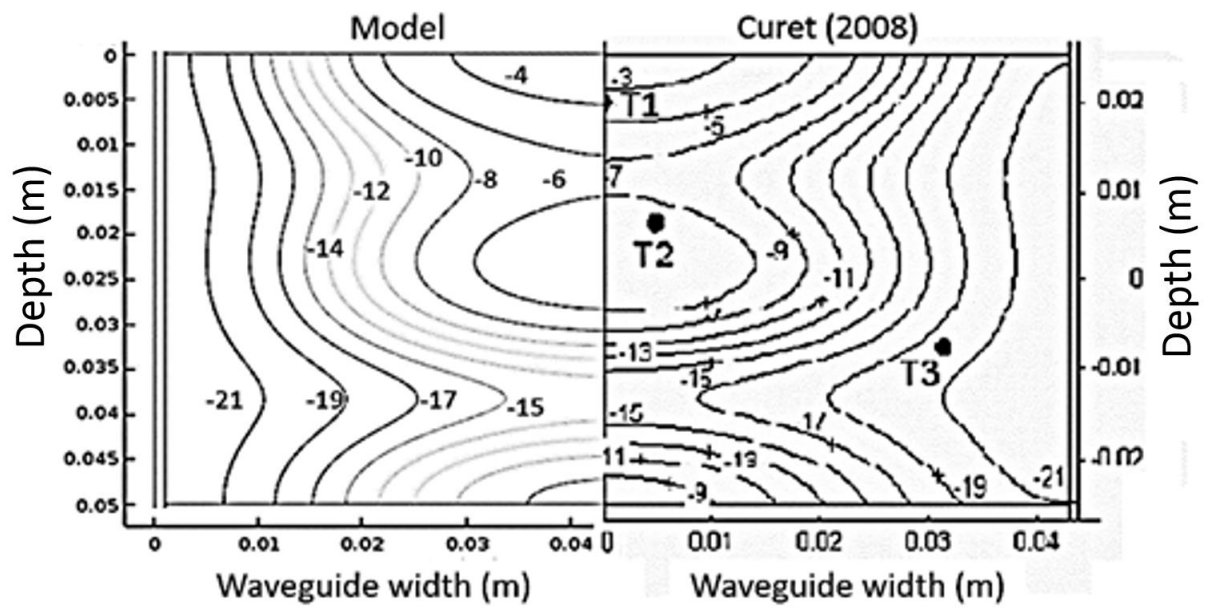 Model Curet (2008)
0 -4 -3
0.005 T1 0.02
-5
0.01 -10
0.015 -12 -8 -6 -7 0.01
0.02 T2
-14 -9
0.025 -11 0
0.03
-13
0.035 -15 T3 -0.01
-21 -19 -17 -15
0.04 -15 17
0.045 11 -13
-19 -21
0.05 -9
0 0.01 0.02 0.03 0.04 0 0.01 0.02 0.03 0.04
Waveguide width (m) Waveguide width (m)
Depth (m)
Depth (m)